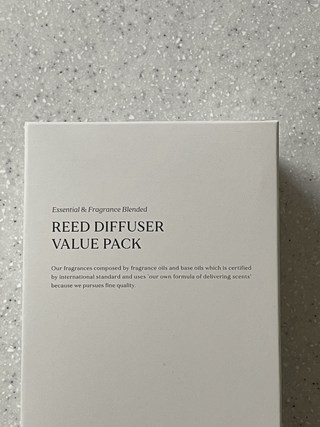 Essential & Fragrance Blended
REED DIFFUSER
VALUE PACK
Our fragrances composed by fragrance oils and base oils which is certified
by international standard and uses 'our own formula of delivering scents'
because we pursues fine quality.